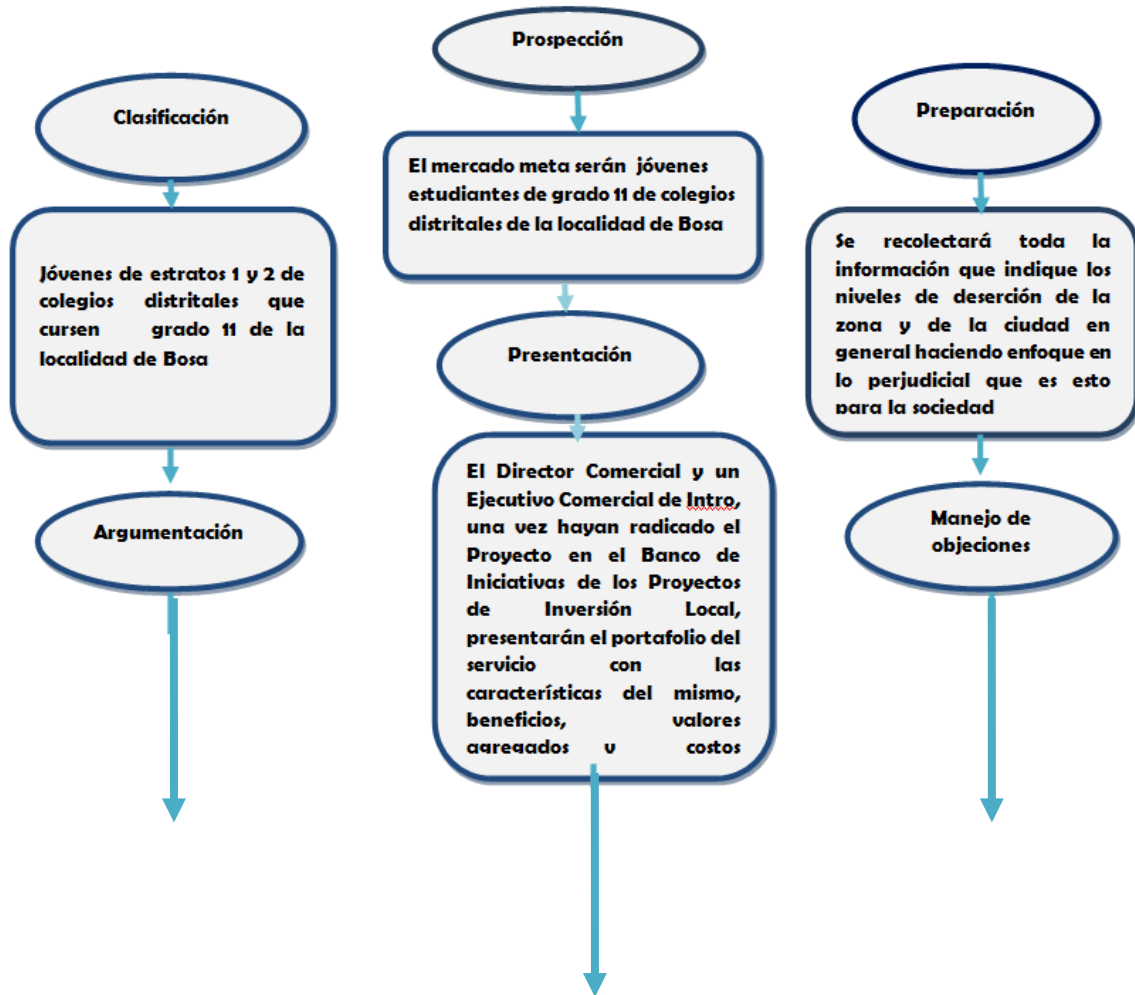 Prospección
Clasificación
Preparación
El mercado meta serán jóvenes
estudiantes de grado 11 de colegios
distritales de la localidad de Bosa
Jóvenes de estratos 1 y 2 de
colegios distritales que
cursen grado 11 de la
localidad de Bosa
Se recolectará toda la
información que indique los
niveles de deserción de la
zona y de la ciudad en
general haciendo enfoque en
lo perjudicial que es esto
para la sociedad
Presentación
El Director Comercial y un
Ejecutivo Comercial de Intro,
una vez hayan radicado el
Proyecto en el Banco de
Iniciativas de los Proyectos
de Inversión Local,
presentarán el portafolio del
servicio con las
características del mismo,
beneficios, valores
agregados y costos
Argumentación
Manejo de
objeciones